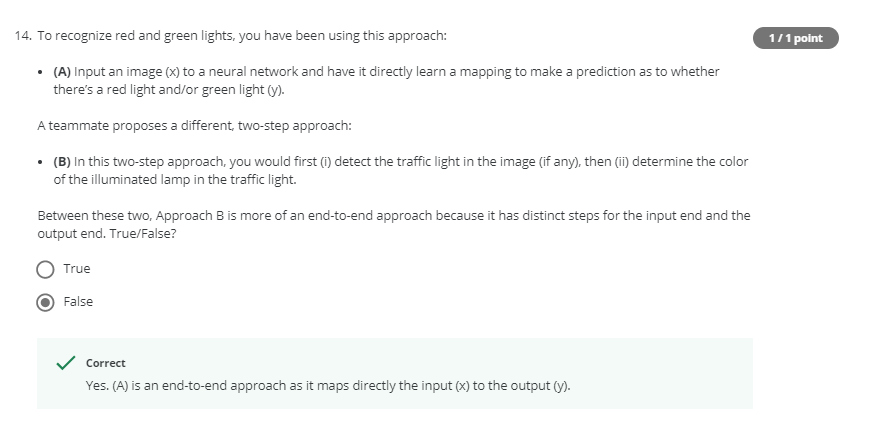 14. To recognize red and green lights, you have been using this approach:
1 / 1 point
• (A) Input an image (x) to a neural network and have it directly learn a mapping to make a prediction as to whether
there's a red light and/or green light (y).
A teammate proposes a different, two-step approach:
• (B) In this two-step approach, you would first (i) detect the traffic light in the image (if any), then (ii) determine the color
of the illuminated lamp in the traffic light.
Between these two, Approach B is more of an end-to-end approach because it has distinct steps for the input end and the
output end. True/False?
True
False
Correct
Yes. (A) is an end-to-end approach as it maps directly the input (x) to the output (y).